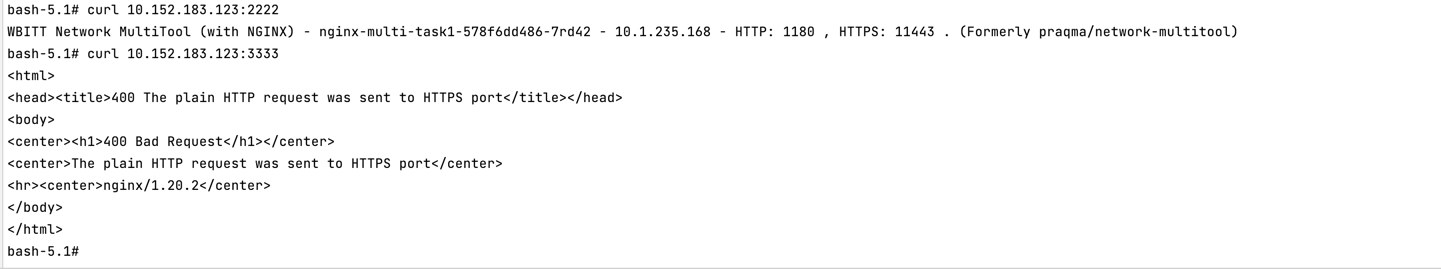 bash-5.1# curl 10.152.183.123:2222
WBITT Network MultiTool (with NGINX) - nginx-multi-task1-578f6dd486-7rd42 - 10.1.235.168 - HTTP: 1180 , HTTPS: 11443 . (Formerly praqma/network-multitool)
bash-5.1# curl 10.152.183.123:3333
<html>
<head><title>400 The plain HTTP request was sent to HTTPS port</title></head>
<body>
<center><h1>400 Bad Request</h1></center>
<center>The plain HTTP request was sent to HTTPS port</center>
<hr><center>nginx/1.20.2</center>
</body>
</html>
bash-5.1#